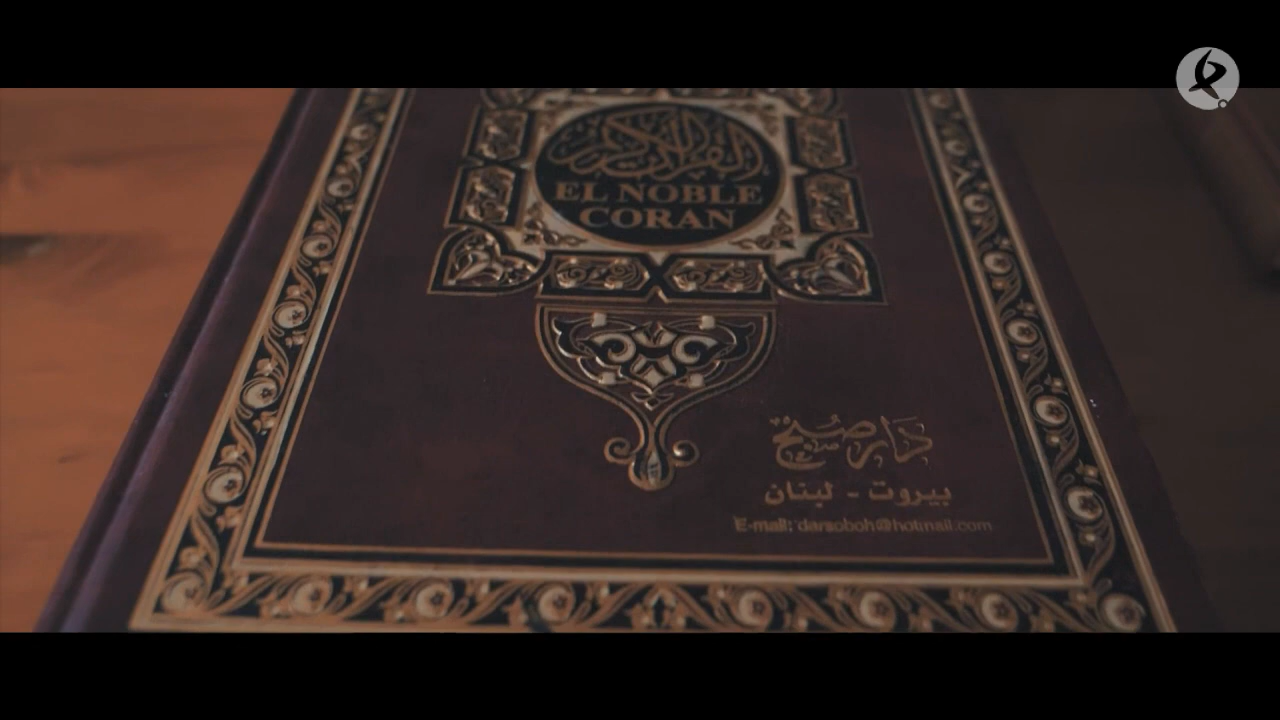 القرآن الكريم
EL NOBLE
CORAN
دار صبح
بيروت - لبنان
E-mail: darsoboh@hotmail.com